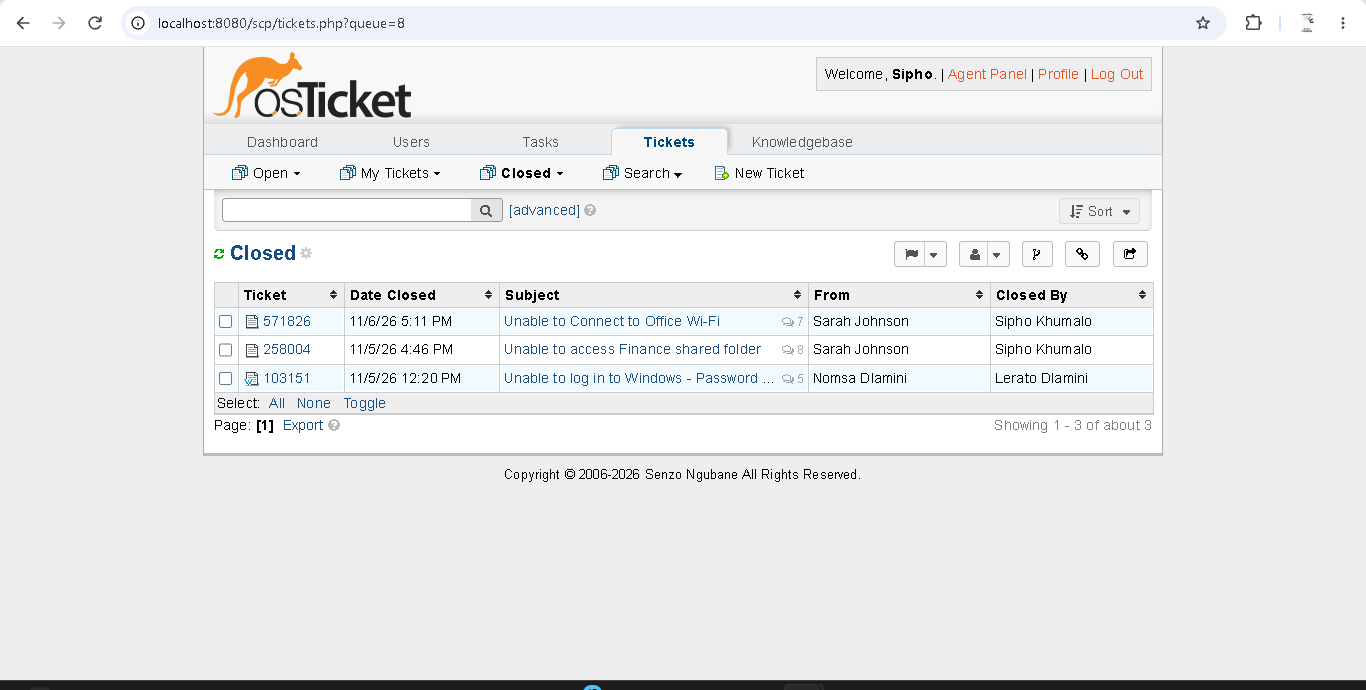 localhost:8080/scp/tickets.php?queue=8
osTicket
Welcome, Sipho. | Agent Panel | Profile | Log Out
Dashboard Users Tasks Tickets Knowledgebase
Open My Tickets Closed Search New Ticket
[advanced] Sort
Closed
Ticket Date Closed Subject From Closed By
571826 11/6/26 5:11 PM Unable to Connect to Office Wi-Fi 7 Sarah Johnson Sipho Khumalo
258004 11/5/26 4:46 PM Unable to access Finance shared folder 8 Sarah Johnson Sipho Khumalo
103151 11/5/26 12:20 PM Unable to log in to Windows - Password ... 5 Nomsa Dlamini Lerato Dlamini
Select: All None Toggle
Page: [1] Export Showing 1 - 3 of about 3
Copyright © 2006-2026 Senzo Ngubane All Rights Reserved.